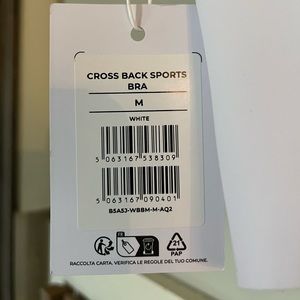 CROSS BACK SPORTS
BRA
M
WHITE
5 063167 538309
5 063167 090401
B5A5J-WBBM-M-AQ2
FR
21
PAP
RACCOLTA CARTA. VERIFICA LE REGOLE DEL TUO COMUNE.